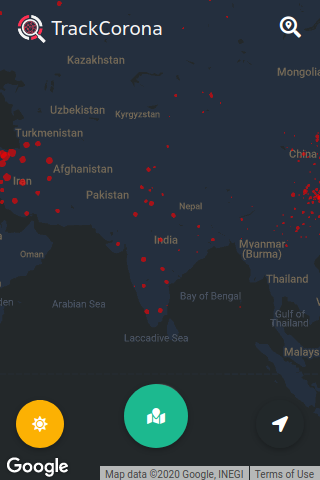 TrackCorona
Kazakhstan
Mongolia
Uzbekistan
Kyrgyzstan
Turkmenistan
China
Afghanistan
Iran
Pakistan
Nepal
India
Oman
Myanmar
(Burma)
Thailand
Arabian Sea
Bay of Bengal
Gulf of
Thailand
Laccadive Sea
Malays
Google
Map data ©2020 Google, INEGI
Terms of Use